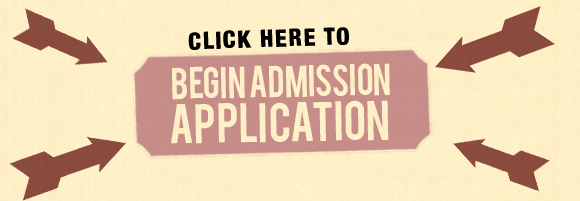 CLICK HERE TO
BEGIN ADMISSION
APPLICATION